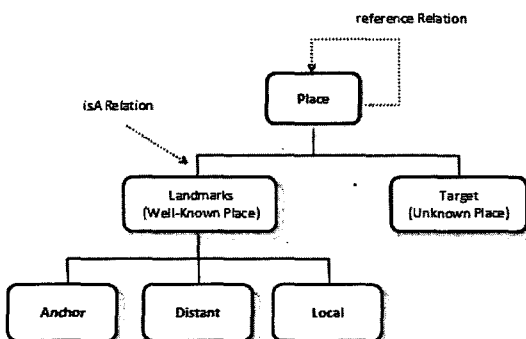 reference Relation
Place
isA Relation
Landmarks
(Well-Known Place)
Target
(Unknown Place)
Anchor
Distant
Local